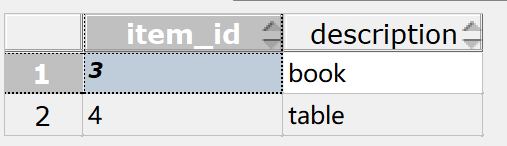 item_id description
1 3 book
2 4 table